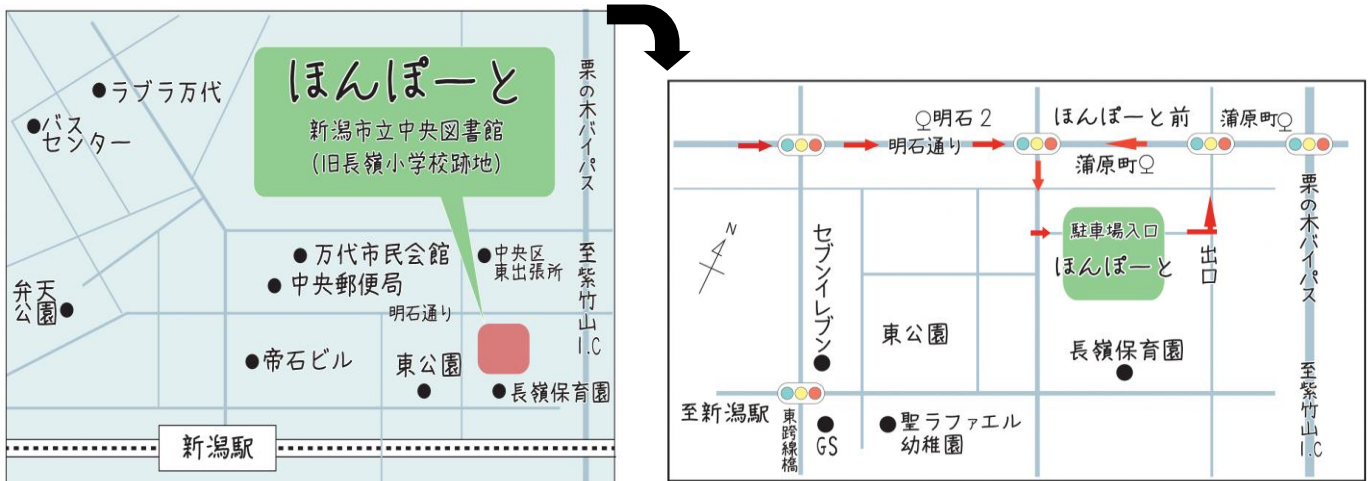 ほんぽーと
新潟市立中央図書館
(旧長嶺小学校跡地)
ラブラ万代
バス
センター
栗の木バイパス
至紫竹山I.C
万代市民会館
中央区
東出張所
中央郵便局
弁天
公園
明石通り
帝石ビル
東公園
長嶺保育園
新潟駅
明石2
ほんぽーと前
蒲原町
明石通り
蒲原町
N
セブンイレブン
駐車場入口
ほんぽーと
出口
栗の木バイパス
東公園
長嶺保育園
至紫竹山I.C
至新潟駅
東跨線橋
GS
聖ラファエル
幼稚園